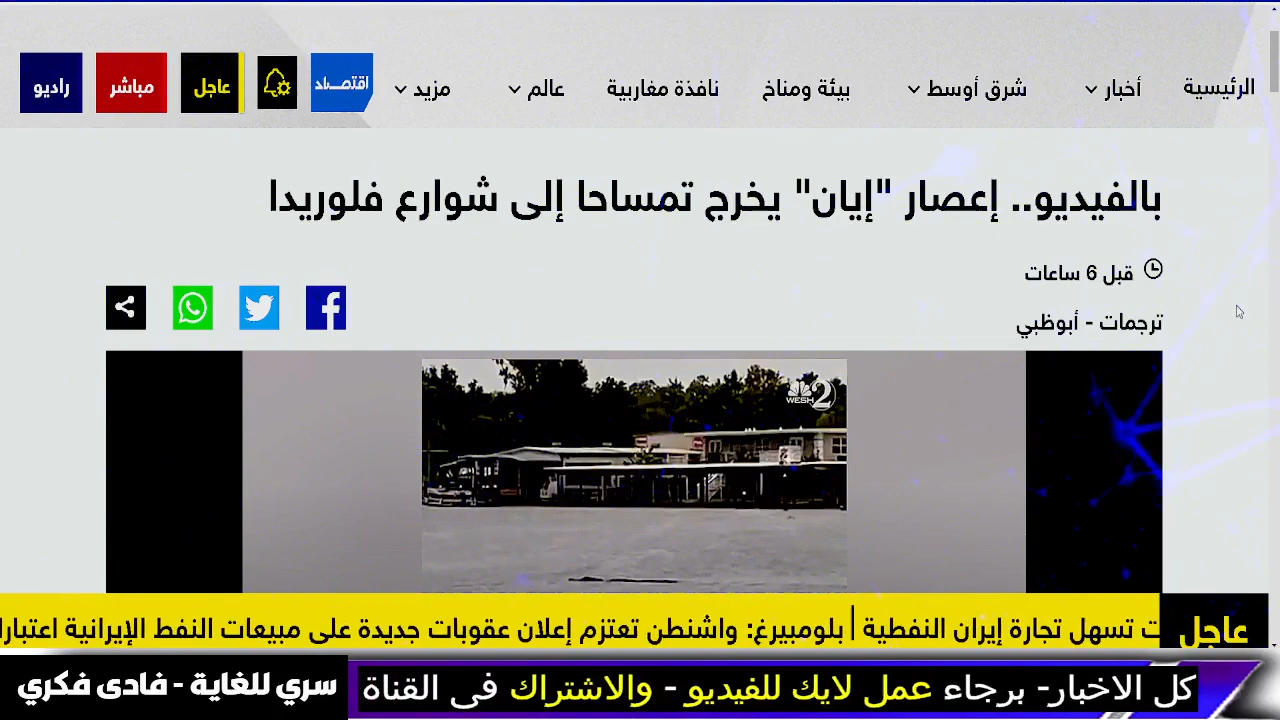 الرئيسية أخبار شرق أوسط بيئة ومناخ نافذة مغاربية عالم مزيد اقتصاد عاجل مباشر راديو
بالفيديو.. إعصار "إيان" يخرج تمساحا إلى شوارع فلوريدا
قبل 6 ساعات
ترجمات - أبوظبي
WESH 2
عاجل ت تسهل تجارة إيران النفطية | بلومبيرغ: واشنطن تعتزم إعلان عقوبات جديدة على مبيعات النفط الإيرانية اعتبارا
كل الاخبار- برجاء عمل لايك للفيديو - والاشتراك فى القناة
سري للغاية - فادى فكري